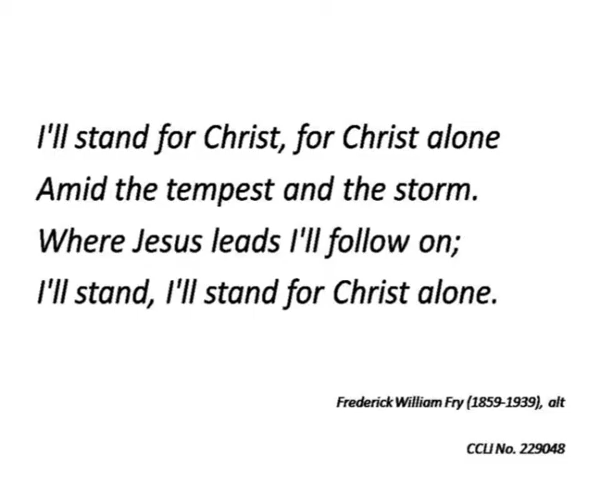 I'll stand for Christ, for Christ alone
Amid the tempest and the storm.
Where Jesus leads I'll follow on;
I'll stand, I'll stand for Christ alone.
Frederick William Fry (1859-1939), alt
CCLI No. 229048